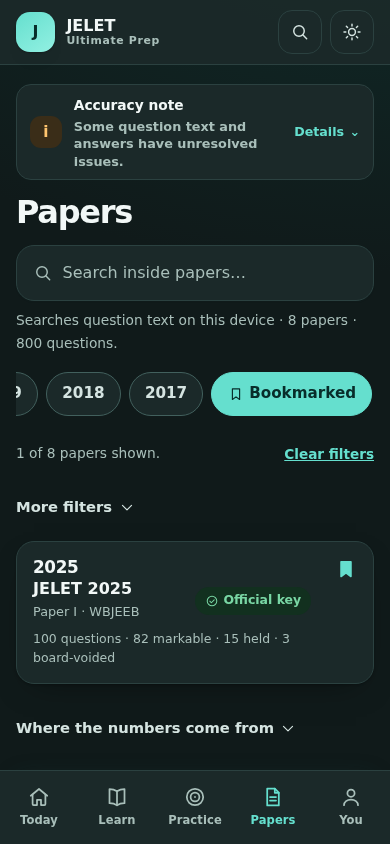 J
JELET
Ultimate Prep
i
Accuracy note
Some question text and
answers have unresolved
issues.
Details
Papers
Search inside papers...
Searches question text on this device · 8 papers ·
800 questions.
9
2018
2017
Bookmarked
1 of 8 papers shown.
Clear filters
More filters
2025
JELET 2025
Paper I · WBJEEB
Official key
100 questions · 82 markable · 15 held · 3
board-voided
Where the numbers come from
Today
Learn
Practice
Papers
You